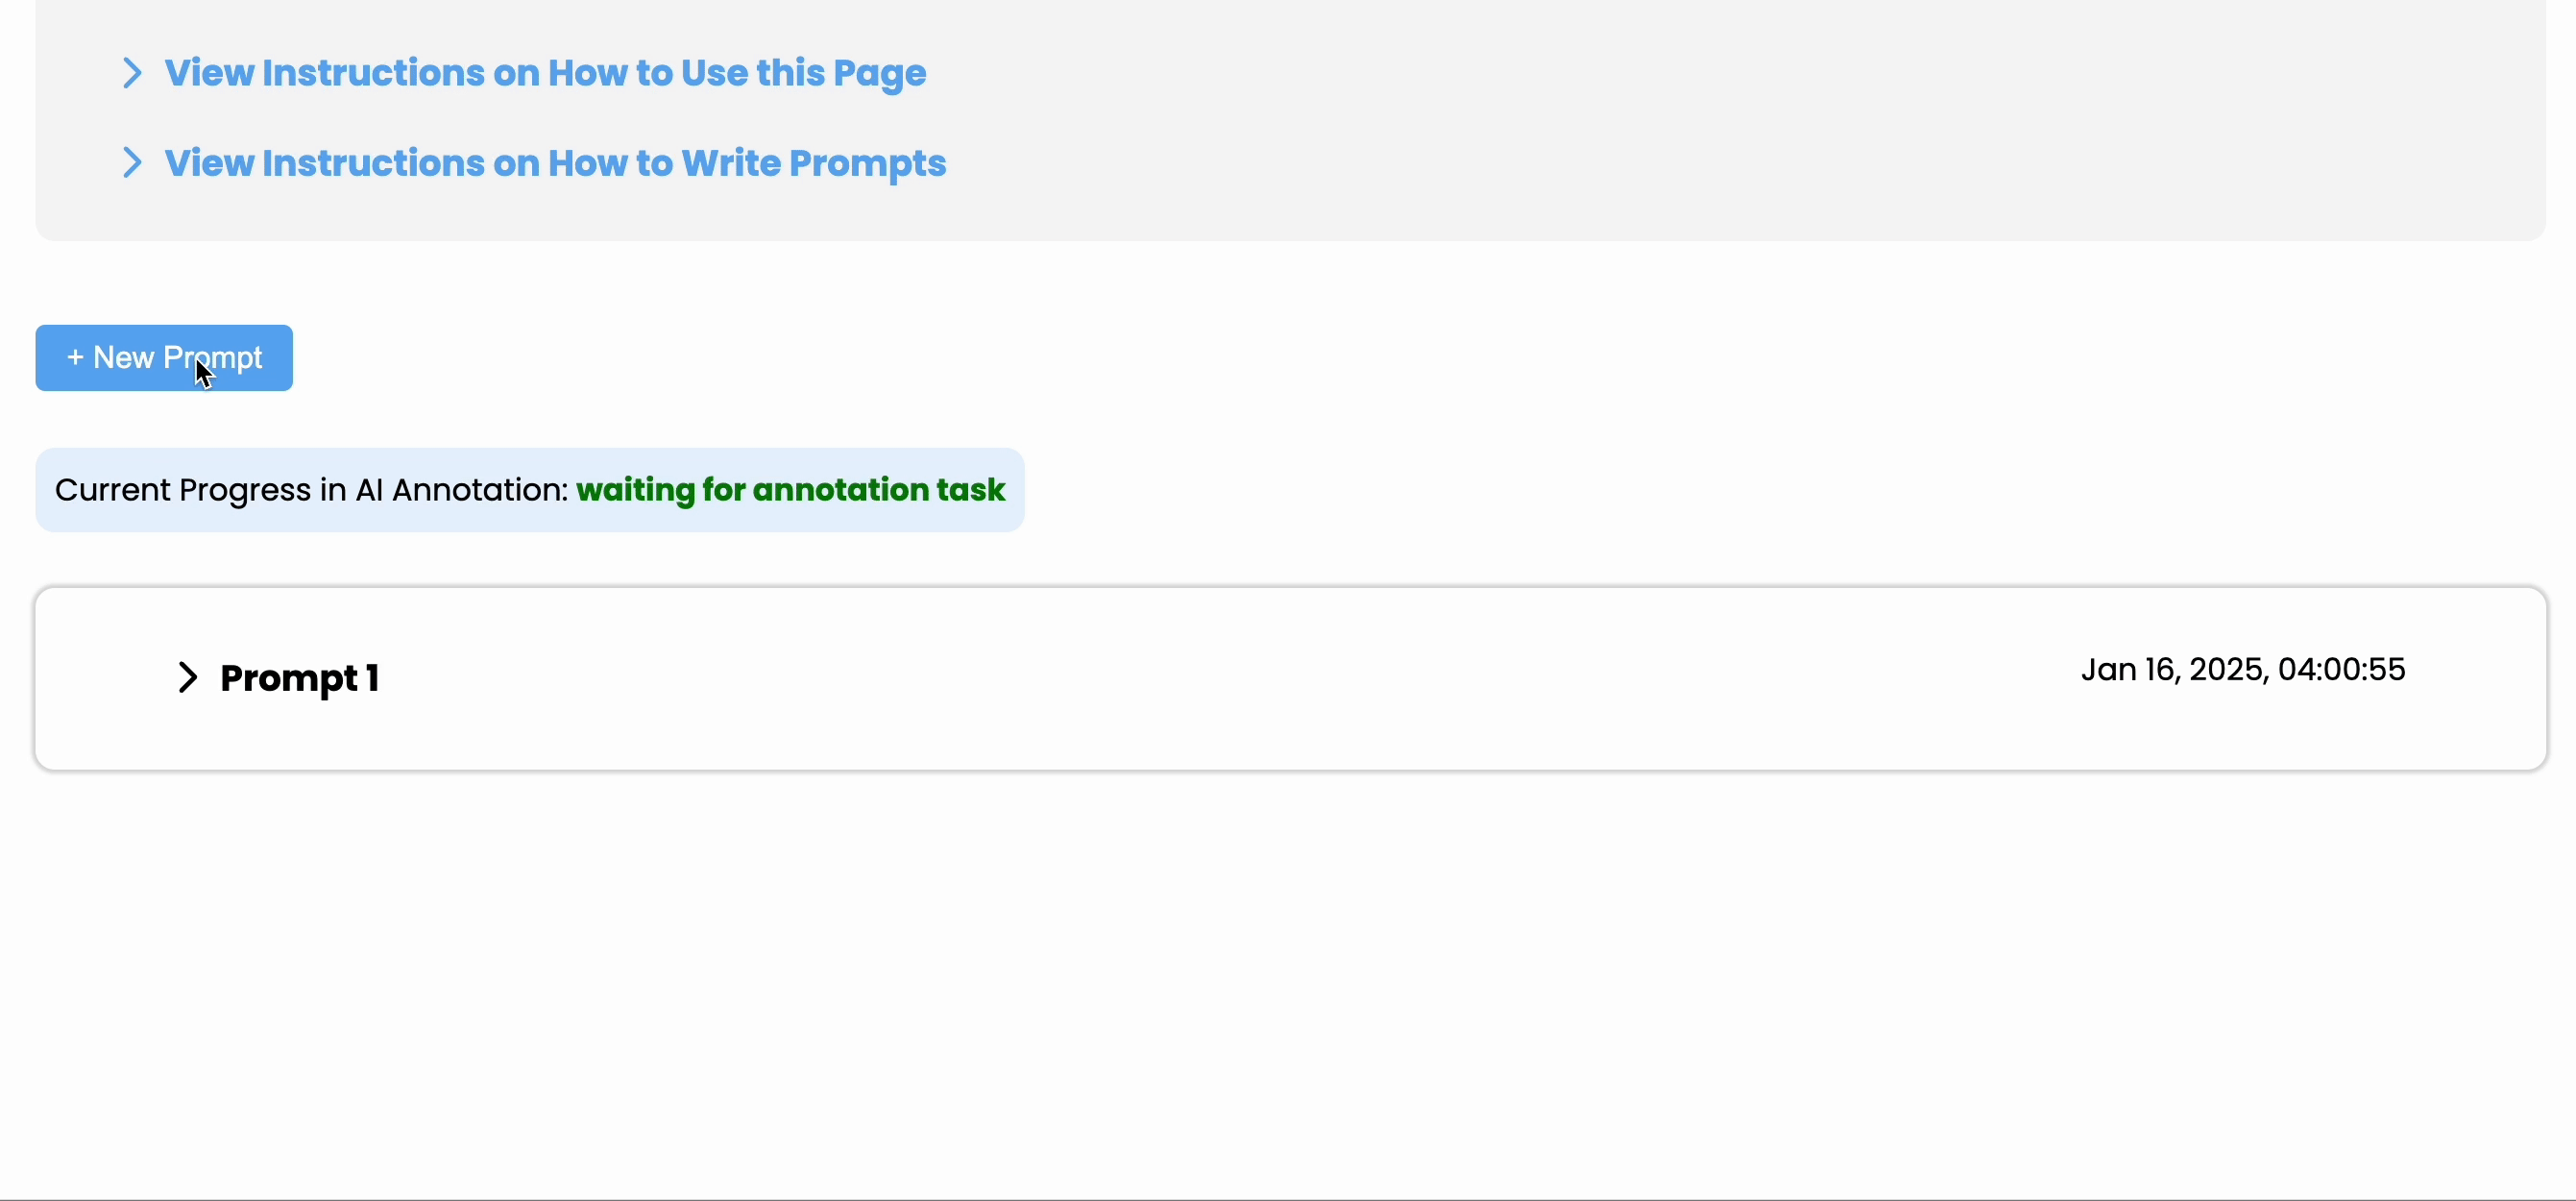 View Instructions on How to Use this Page
View Instructions on How to Write Prompts
+ New Prompt
Current Progress in AI Annotation: waiting for annotation task
Prompt 1
Jan 16, 2025, 04:00:55